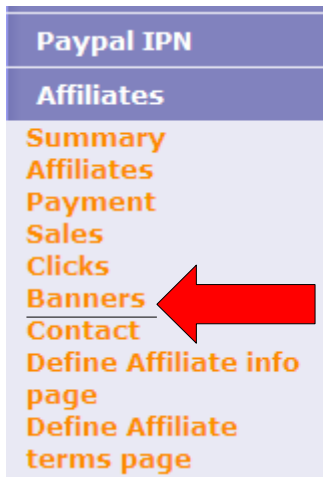 Paypal IPN
Affiliates
Summary
Affiliates
Payment
Sales
Clicks
Banners
Contact
Define Affiliate info
page
Define Affiliate
terms page